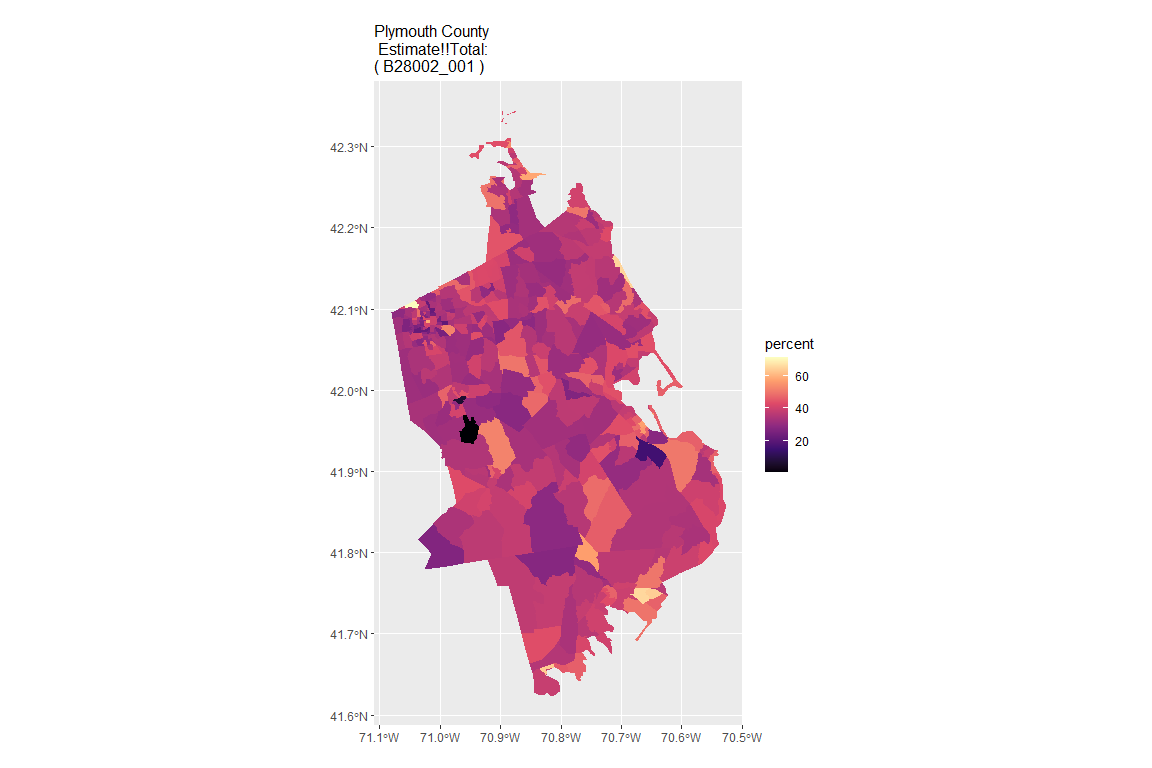 Plymouth County
Estimate!!Total:
( B28002_001 )
42.3°N
42.2°N
42.1°N
42.0°N
41.9°N
41.8°N
41.7°N
41.6°N
71.1°W 71.0°W 70.9°W 70.8°W 70.7°W 70.6°W 70.5°W
percent
60
40
20